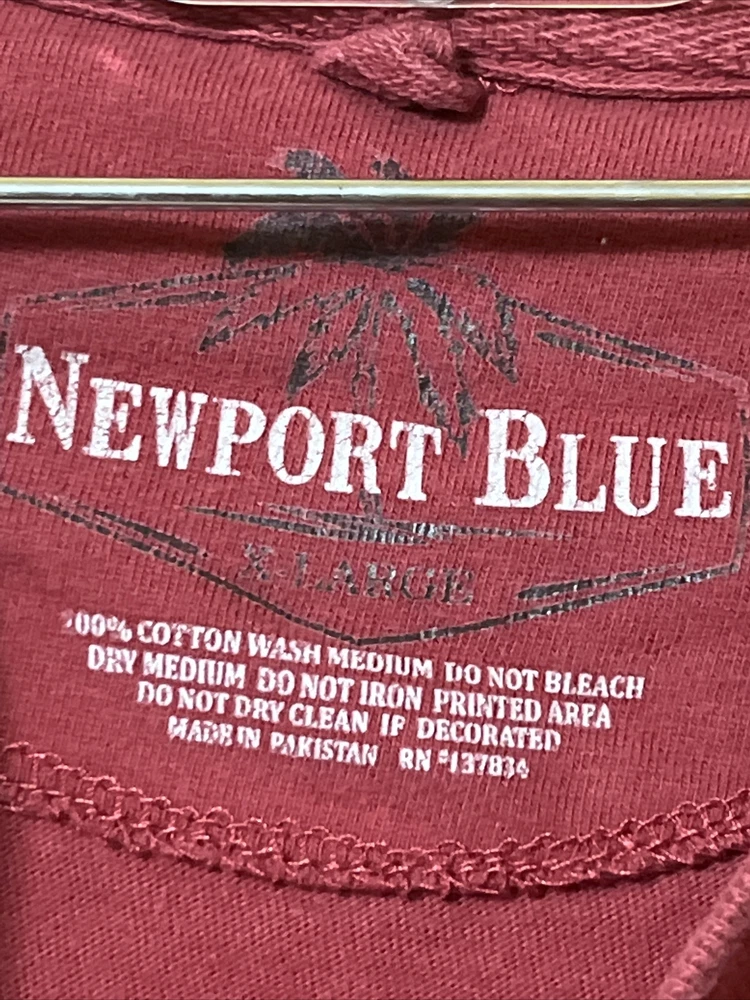 NEWPORT BLUE
X-LARGE
100% COTTON WASH MEDIUM DO NOT BLEACH
DRY MEDIUM DO NOT IRON PRINTED AREA
DO NOT DRY CLEAN IF DECORATED
MADE IN PAKISTAN RN #137834